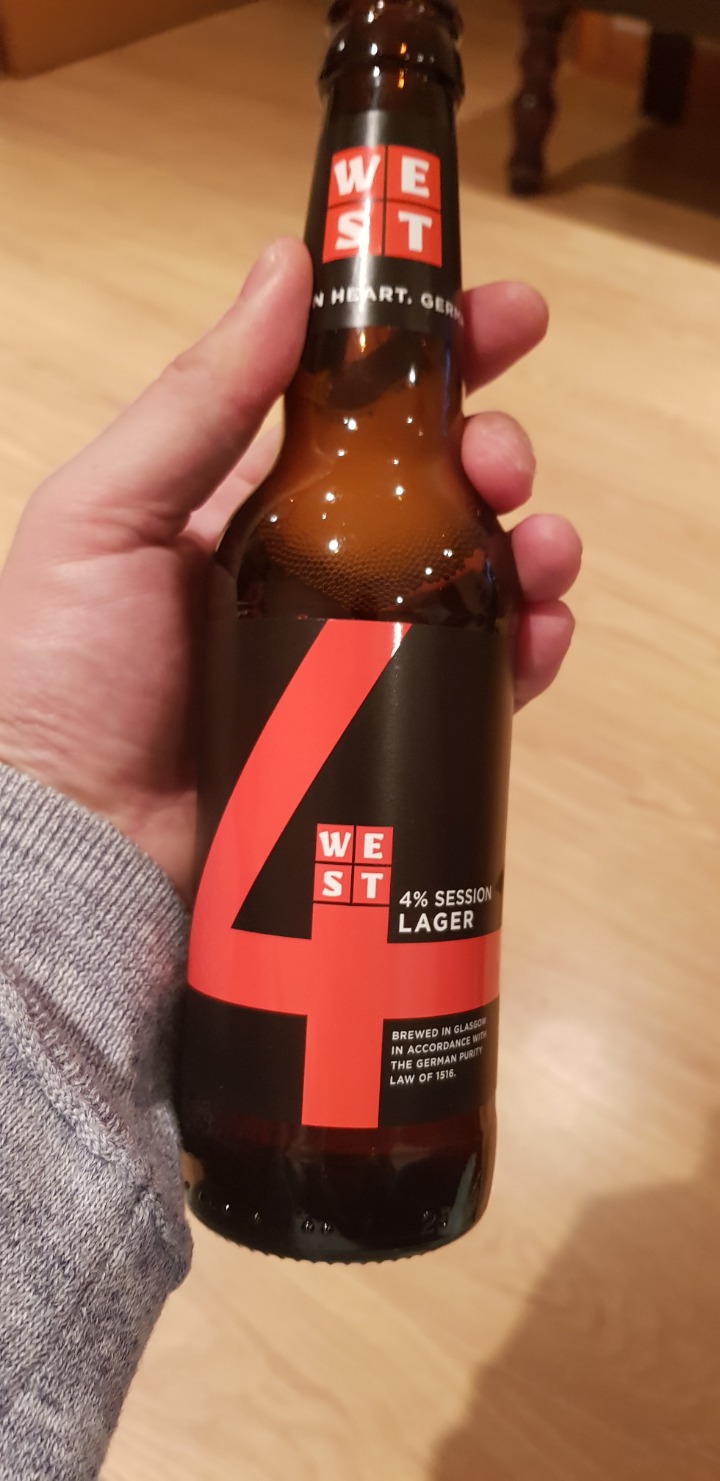 WE
ST
N HEART. GERM
4
WE
ST
4% SESSION
LAGER
BREWED IN GLASGOW
IN ACCORDANCE WITH
THE GERMAN PURITY
LAW OF 1516.